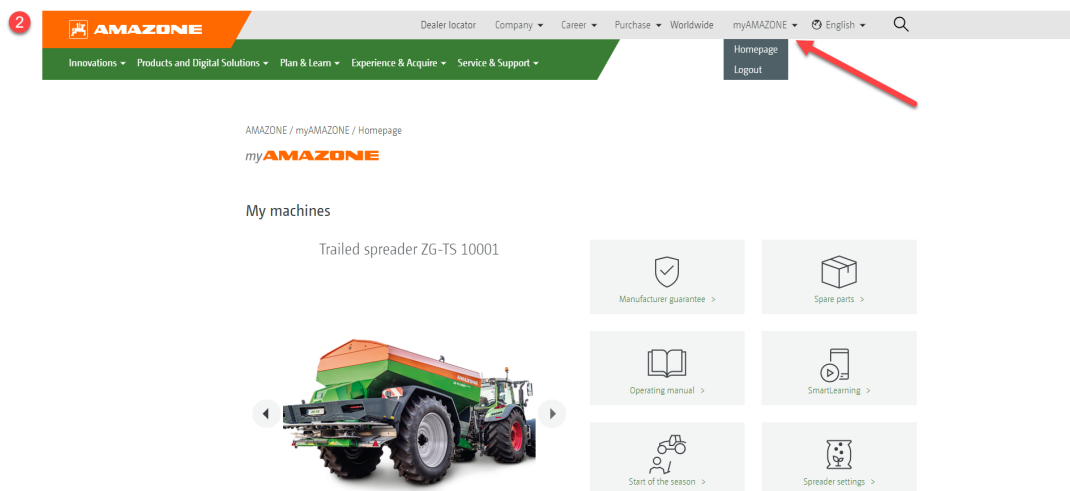 2
AMAZONE
Dealer locator Company Career Purchase Worldwide myAMAZONE English
Homepage
Logout
Innovations Products and Digital Solutions Plan & Learn Experience & Acquire Service & Support
AMAZONE / myAMAZONE / Homepage
myAMAZONE
My machines
Trailed spreader ZG-TS 10001
Manufacturer guarantee >
Spare parts >
AMAZONE
Operating manual >
SmartLearning >
Start of the season >
Spreader settings >